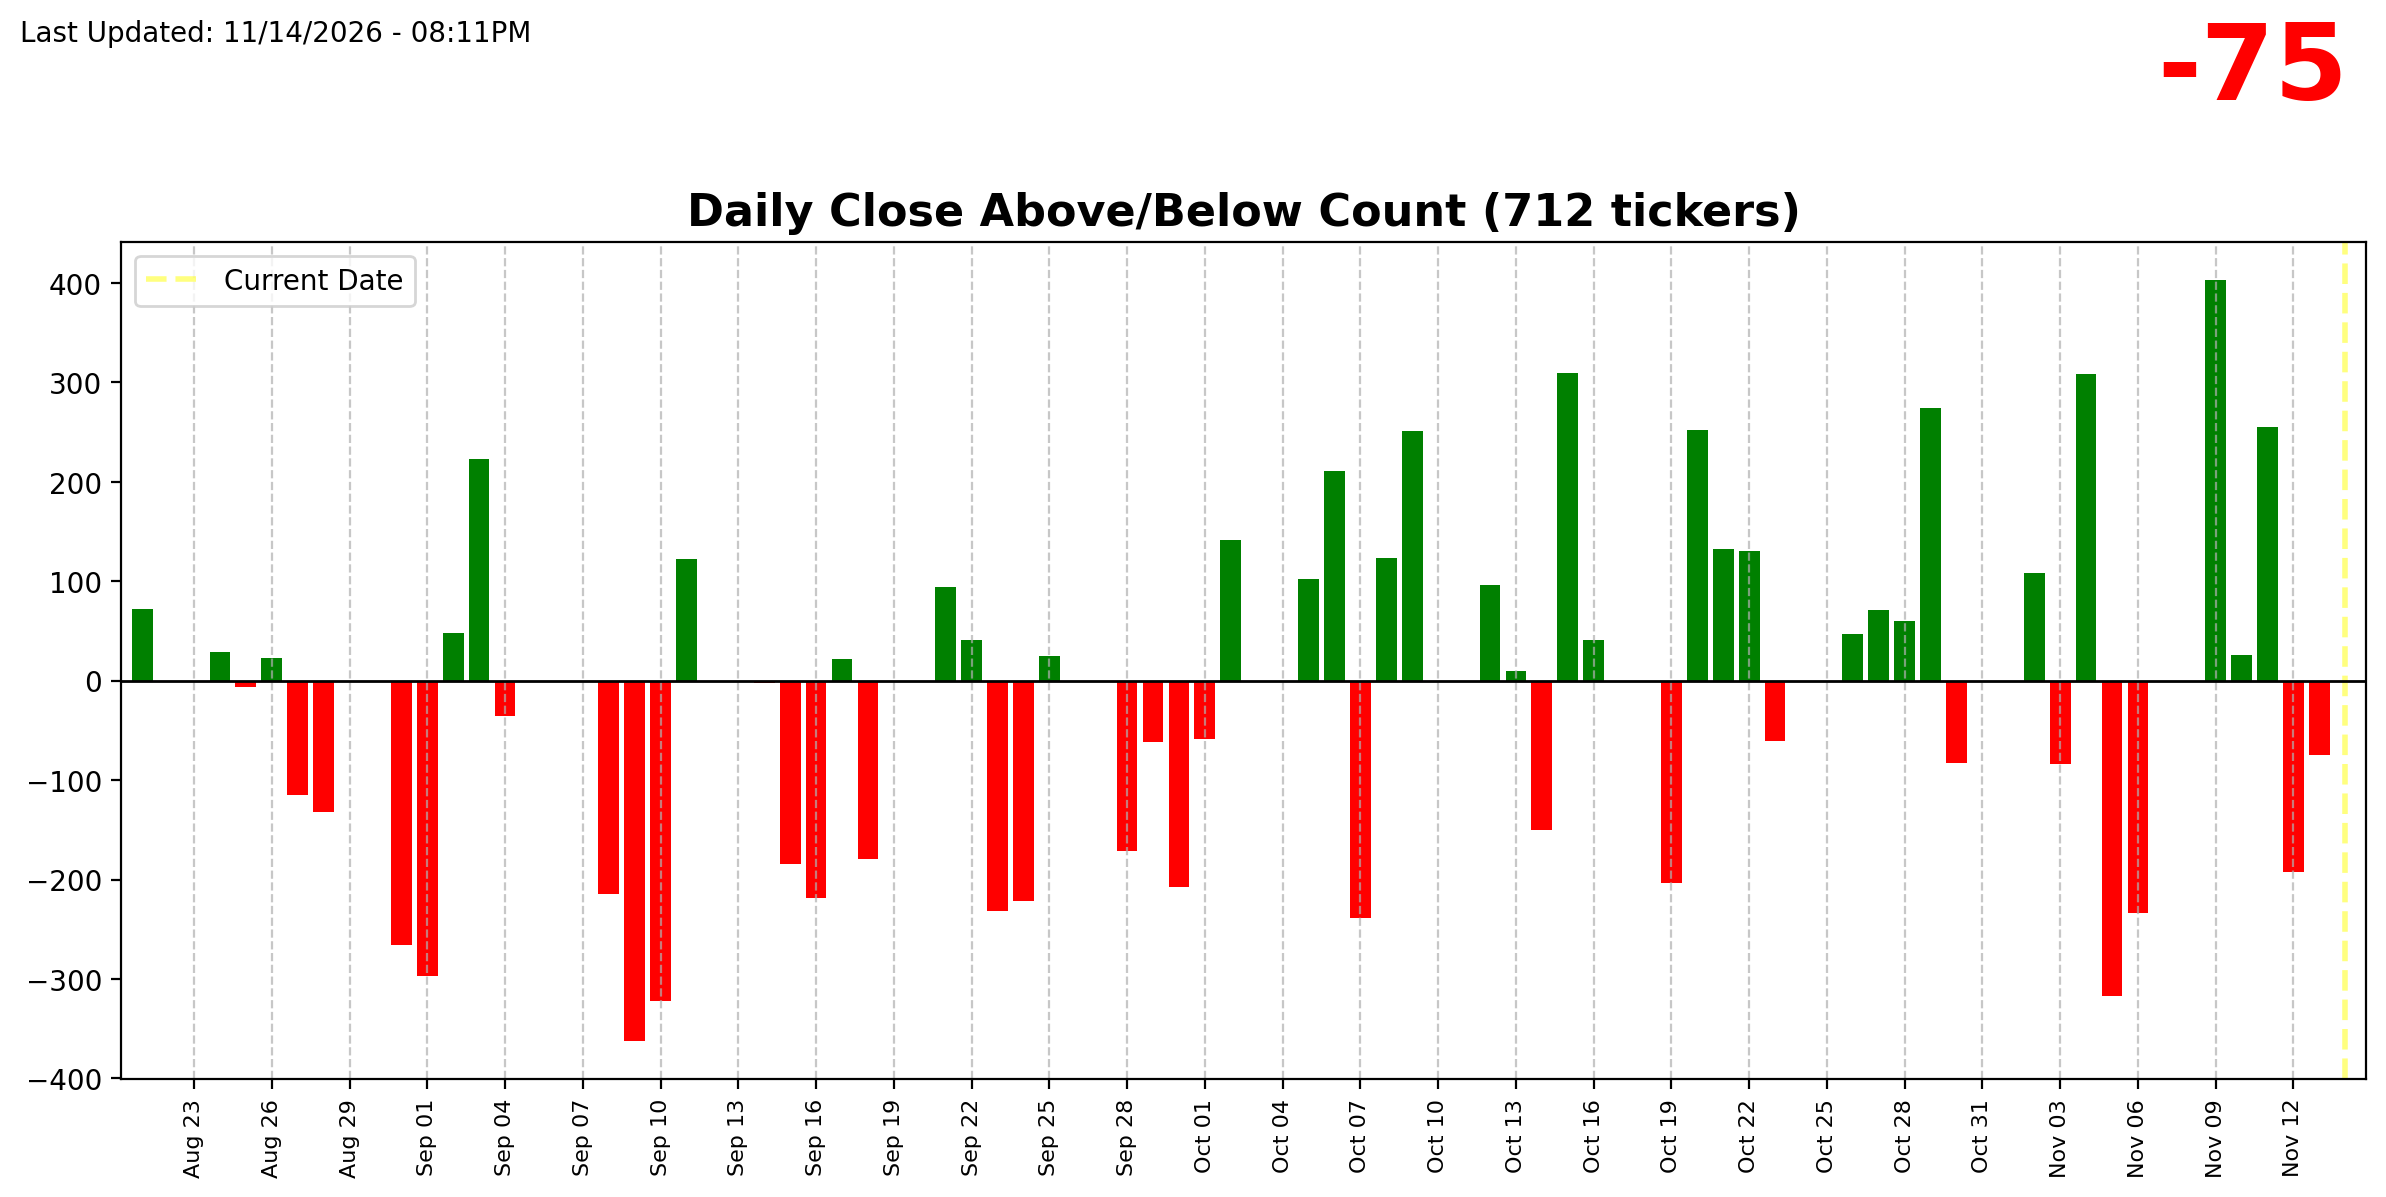 Last Updated: 11/14/2026 - 08:11PM
-75
Daily Close Above/Below Count (712 tickers)
Current Date
400
300
200
100
0
−100
−200
−300
−400
Aug 23
Aug 26
Aug 29
Sep 01
Sep 04
Sep 07
Sep 10
Sep 13
Sep 16
Sep 19
Sep 22
Sep 25
Sep 28
Oct 01
Oct 04
Oct 07
Oct 10
Oct 13
Oct 16
Oct 19
Oct 22
Oct 25
Oct 28
Oct 31
Nov 03
Nov 06
Nov 09
Nov 12